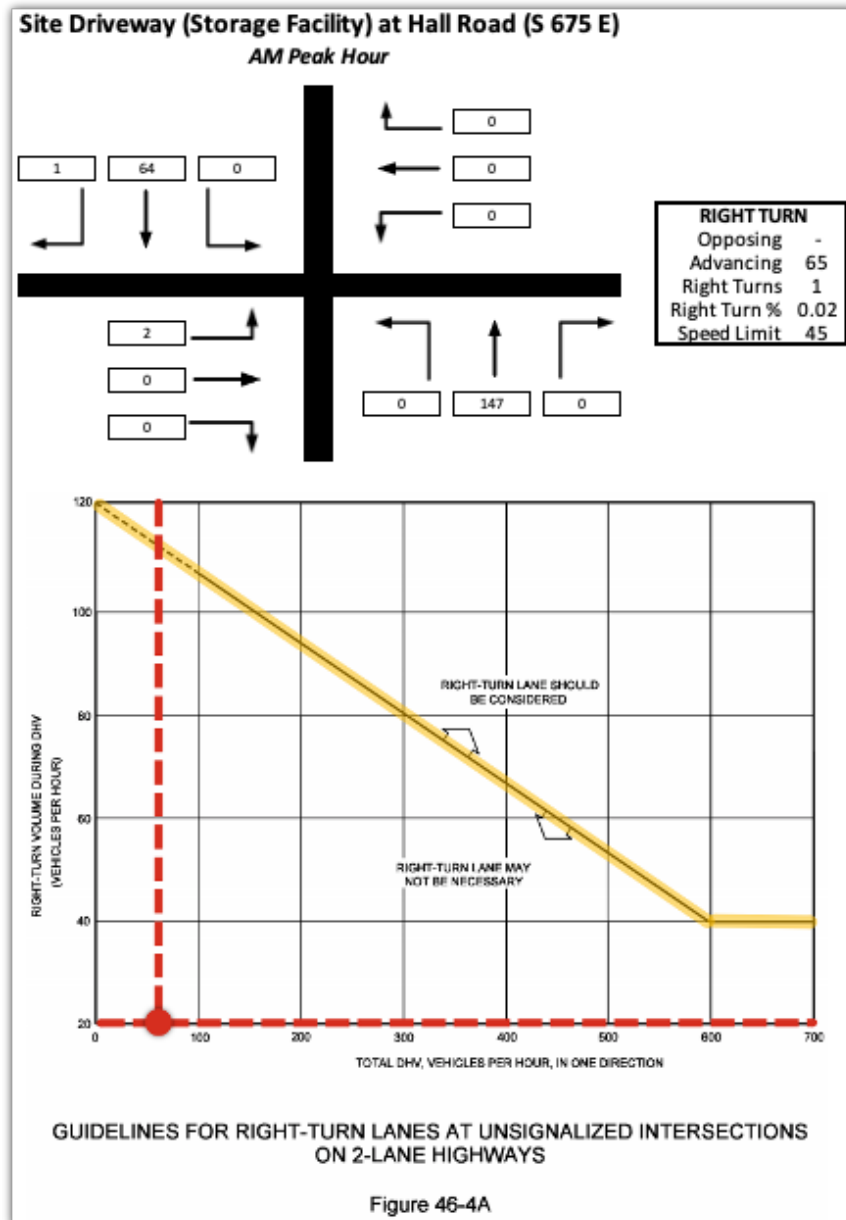 Site Driveway (Storage Facility) at Hall Road (S 675 E)
AM Peak Hour
0
1 64 0
0
0
RIGHT TURN
Opposing -
Advancing 65
Right Turns 1
Right Turn % 0.02
Speed Limit 45
2
0
0 147 0
0
120
100
80
60
40
20
RIGHT-TURN VOLUME DURING DHV
(VEHICLES PER HOUR)
RIGHT-TURN LANE SHOULD
BE CONSIDERED
RIGHT-TURN LANE MAY
NOT BE NECESSARY
0 100 200 300 400 500 600 700
TOTAL DHV, VEHICLES PER HOUR, IN ONE DIRECTION
GUIDELINES FOR RIGHT-TURN LANES AT UNSIGNALIZED INTERSECTIONS
ON 2-LANE HIGHWAYS
Figure 46-4A